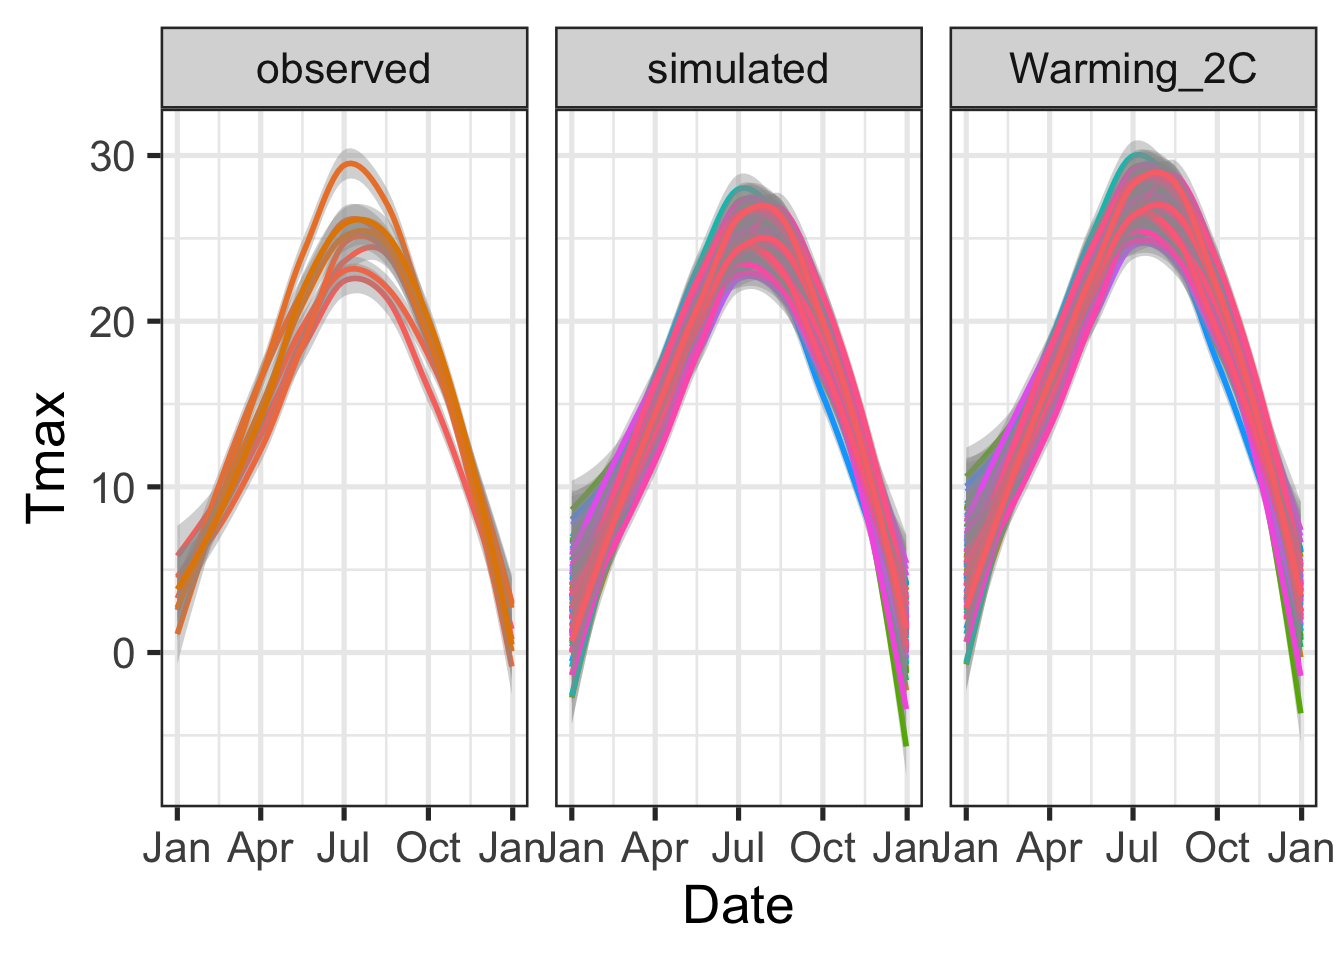 observed simulated Warming_2C
30
20
10
0
Tmax
Jan Apr Jul Oct Jan Jan Apr Jul Oct Jan Jan Apr Jul Oct Jan
Date